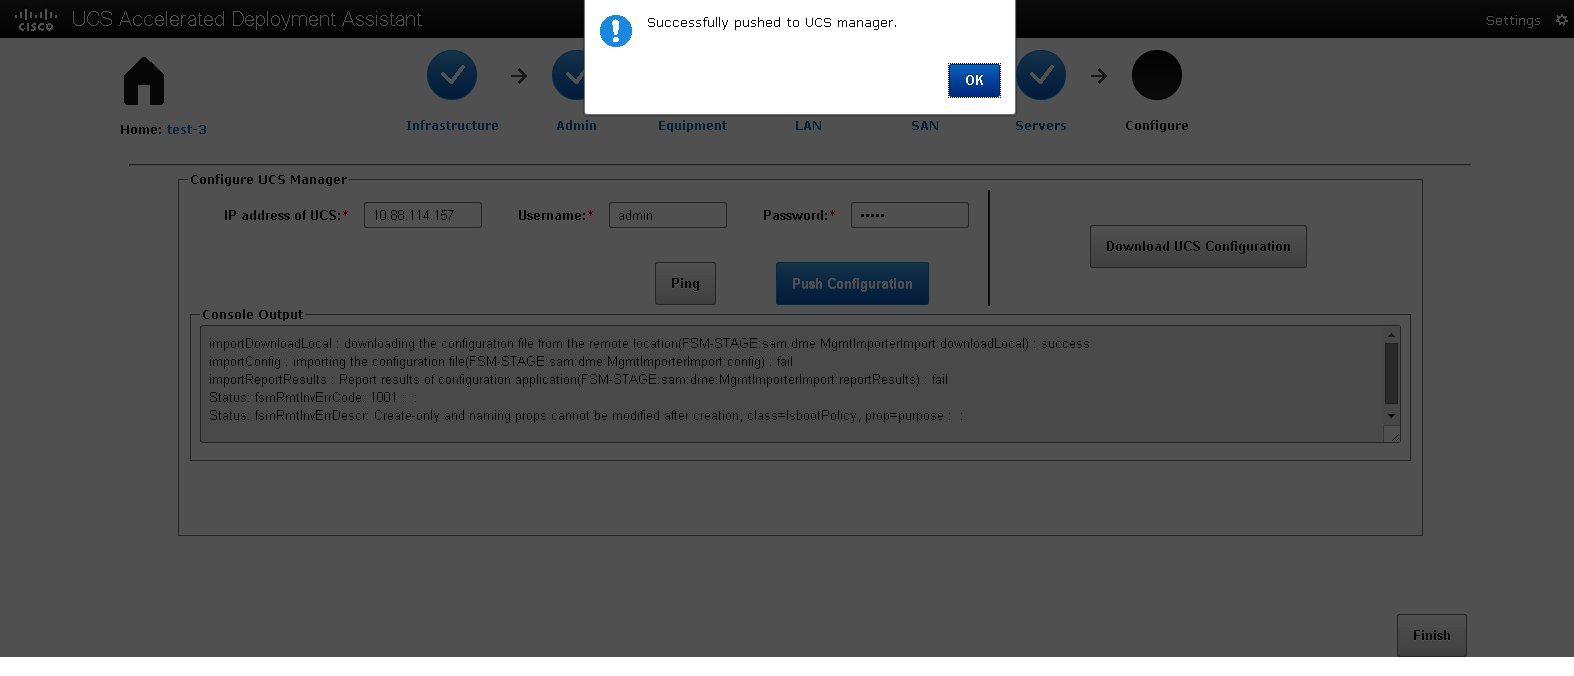 CISCO UCS Accelerated Deployment Assistant
Settings
Successfully pushed to UCS manager.
OK
Home: test-3
Infrastructure
Admin
Equipment
LAN
SAN
Servers
Configure
Configure UCS Manager
IP address of UCS:* 10.88.114.157 Username:* admin Password:* •••••
Download UCS Configuration
Ping
Push Configuration
Console Output
importDownloadLocal : downloading the configuration file from the remote location(FSM-STAGE:sam:dme:MgmtImporterImport:downloadLocal) : success
importConfig : importing the configuration file(FSM-STAGE:sam:dme:MgmtImporterImport:config) : fail
importReportResults : Report results of configuration application(FSM-STAGE:sam:dme:MgmtImporterImport:reportResults) : fail
Status: fsmRmtInvErrCode: 1001 : :
Status: fsmRmtInvErrDescr: Create-only and naming props cannot be modified after creation, class=lsbootPolicy, prop=purpose : :
Finish